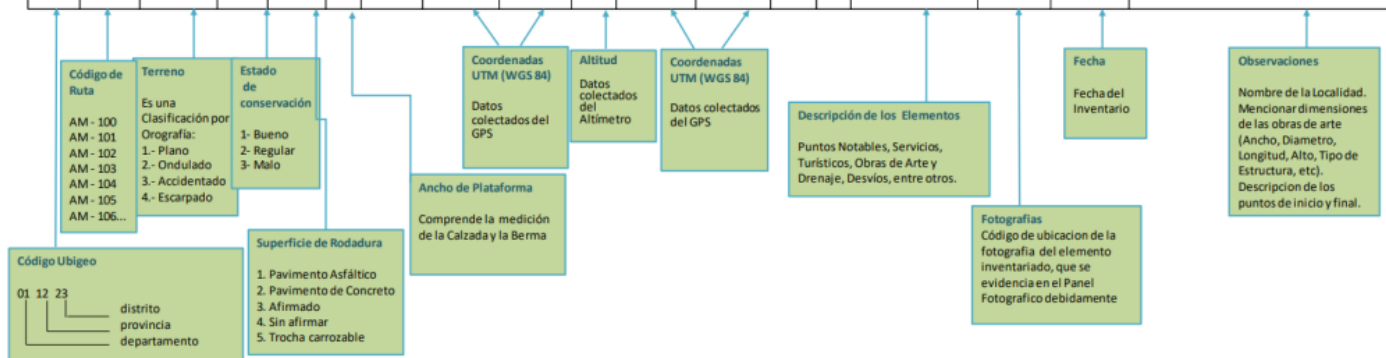 Código de
Ruta
AM - 100
AM - 101
AM - 102
AM - 103
AM - 104
AM - 105
AM - 106...
Terreno
Es una
Clasificación por
Orografía:
1.- Plano
2.- Ondulado
3.- Accidentado
4.- Escarpado
Estado
de
conservación
1- Bueno
2- Regular
3- Malo
Coordenadas
UTM (WGS 84)
Datos
colectados del
GPS
Altitud
Datos
colectados
del
Altímetro
Coordenadas
UTM (WGS 84)
Datos colectados
del GPS
Fecha
Fecha del
Inventario
Observaciones
Nombre de la Localidad.
Mencionar dimensiones
de las obras de arte
(Ancho, Diametro,
Longitud, Alto, Tipo de
Estructura, etc).
Descripcion de los
puntos de inicio y final.
Descripción de los Elementos
Puntos Notables, Servicios,
Turísticos, Obras de Arte y
Drenaje, Desvíos, entre otros.
Ancho de Plataforma
Comprende la medición
de la Calzada y la Berma
Fotografías
Código de ubicacion de la
fotografia del elemento
inventariado, que se
evidencia en el Panel
Fotografico debidamente
Superficie de Rodadura
1. Pavimento Asfáltico
2. Pavimento de Concreto
3. Afirmado
4. Sin afirmar
5. Trocha carrozable
Código Ubigeo
01 12 23
distrito
provincia
departamento